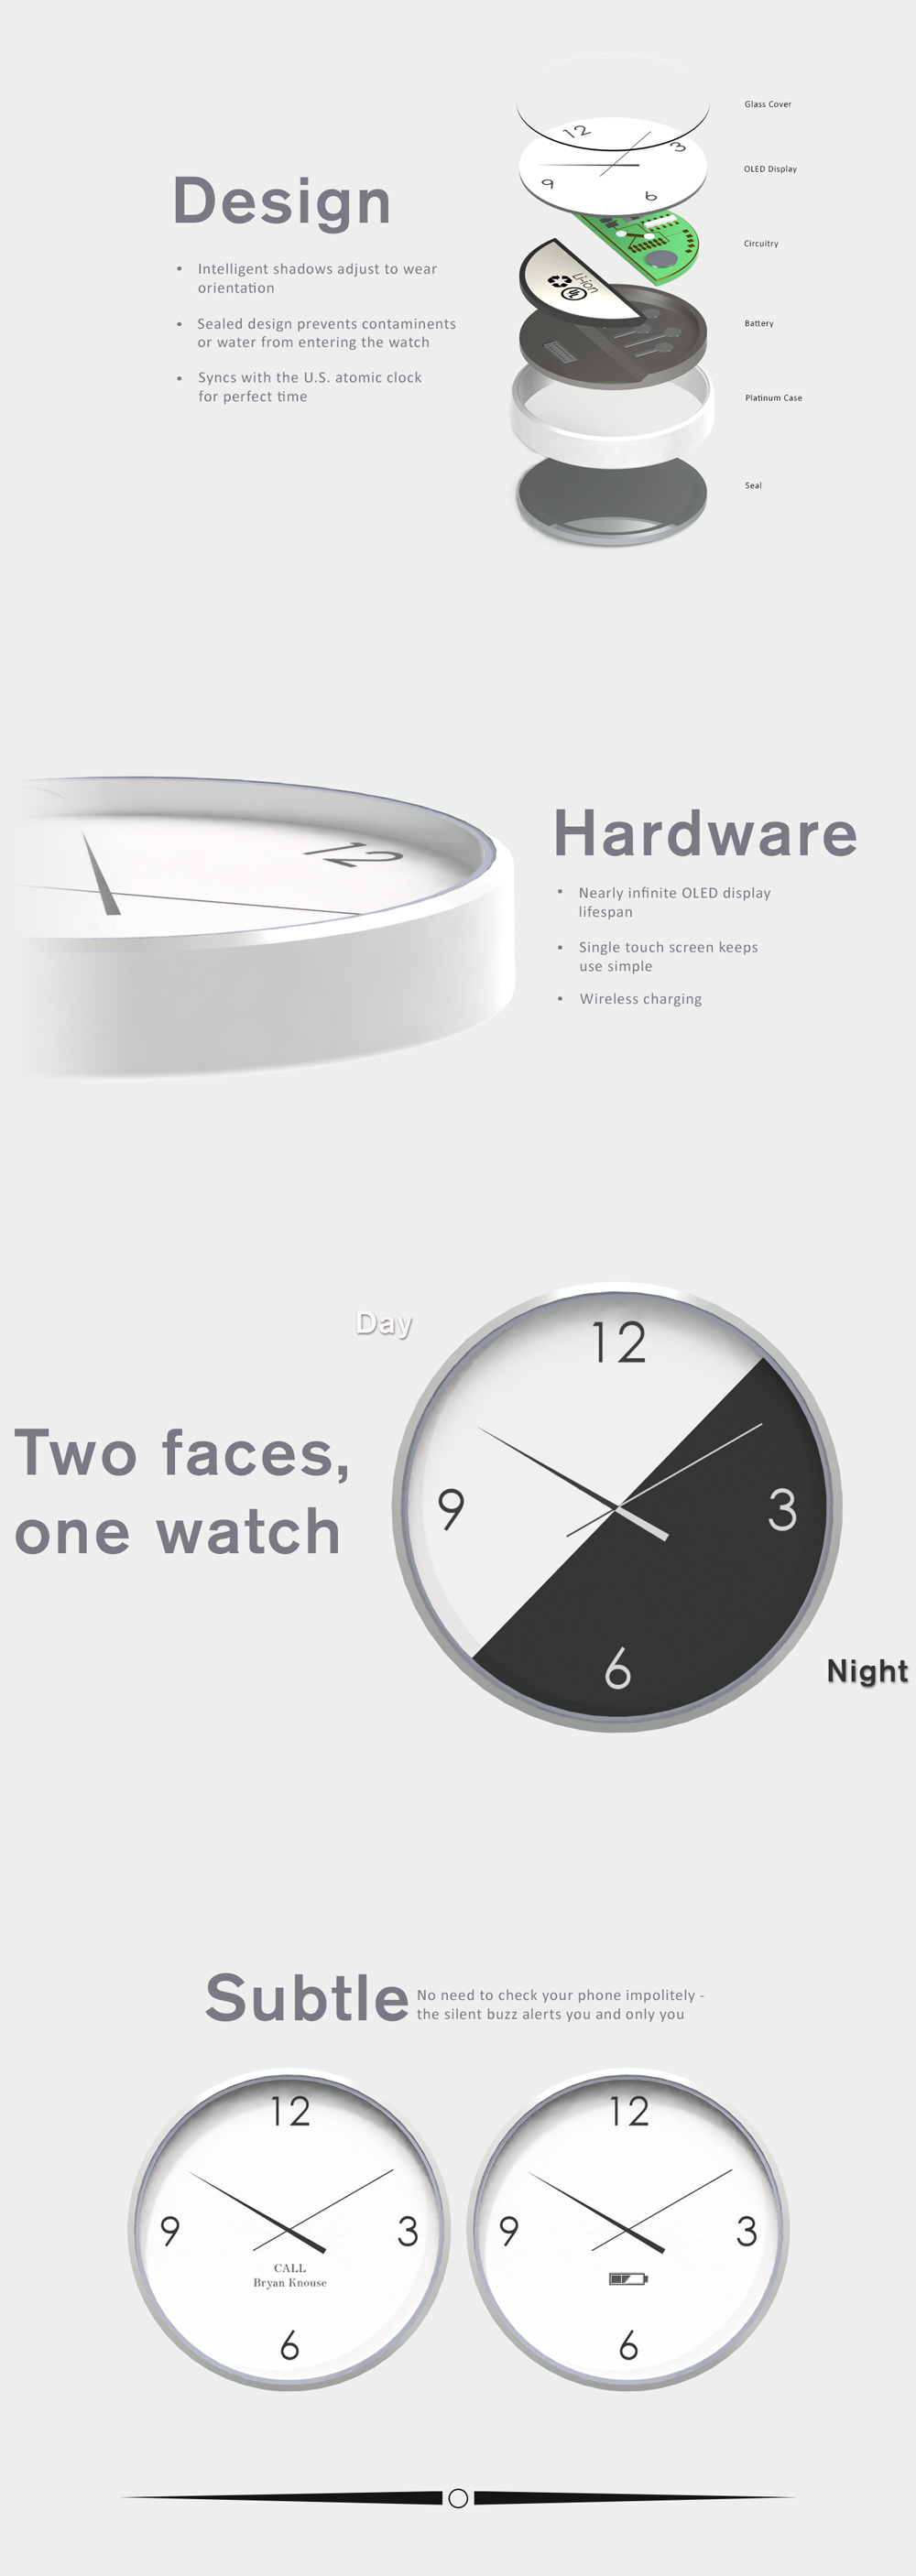 Glass Cover
12
3
9
6
OLED Display
Design
Circuitry
• Intelligent shadows adjust to wear
orientation
Li-ion
UL
• Sealed design prevents contaminents
or water from entering the watch
Battery
• Syncs with the U.S. atomic clock
for perfect time
Platinum Case
Seal
12
Hardware
• Nearly infinite OLED display
lifespan
• Single touch screen keeps
use simple
• Wireless charging
Day
12
Two faces,
one watch
9
3
6
Night
Subtle
No need to check your phone impolitely -
the silent buzz alerts you and only you
12
9
3
CALL
Bryan Knouse
6
12
9
3
6